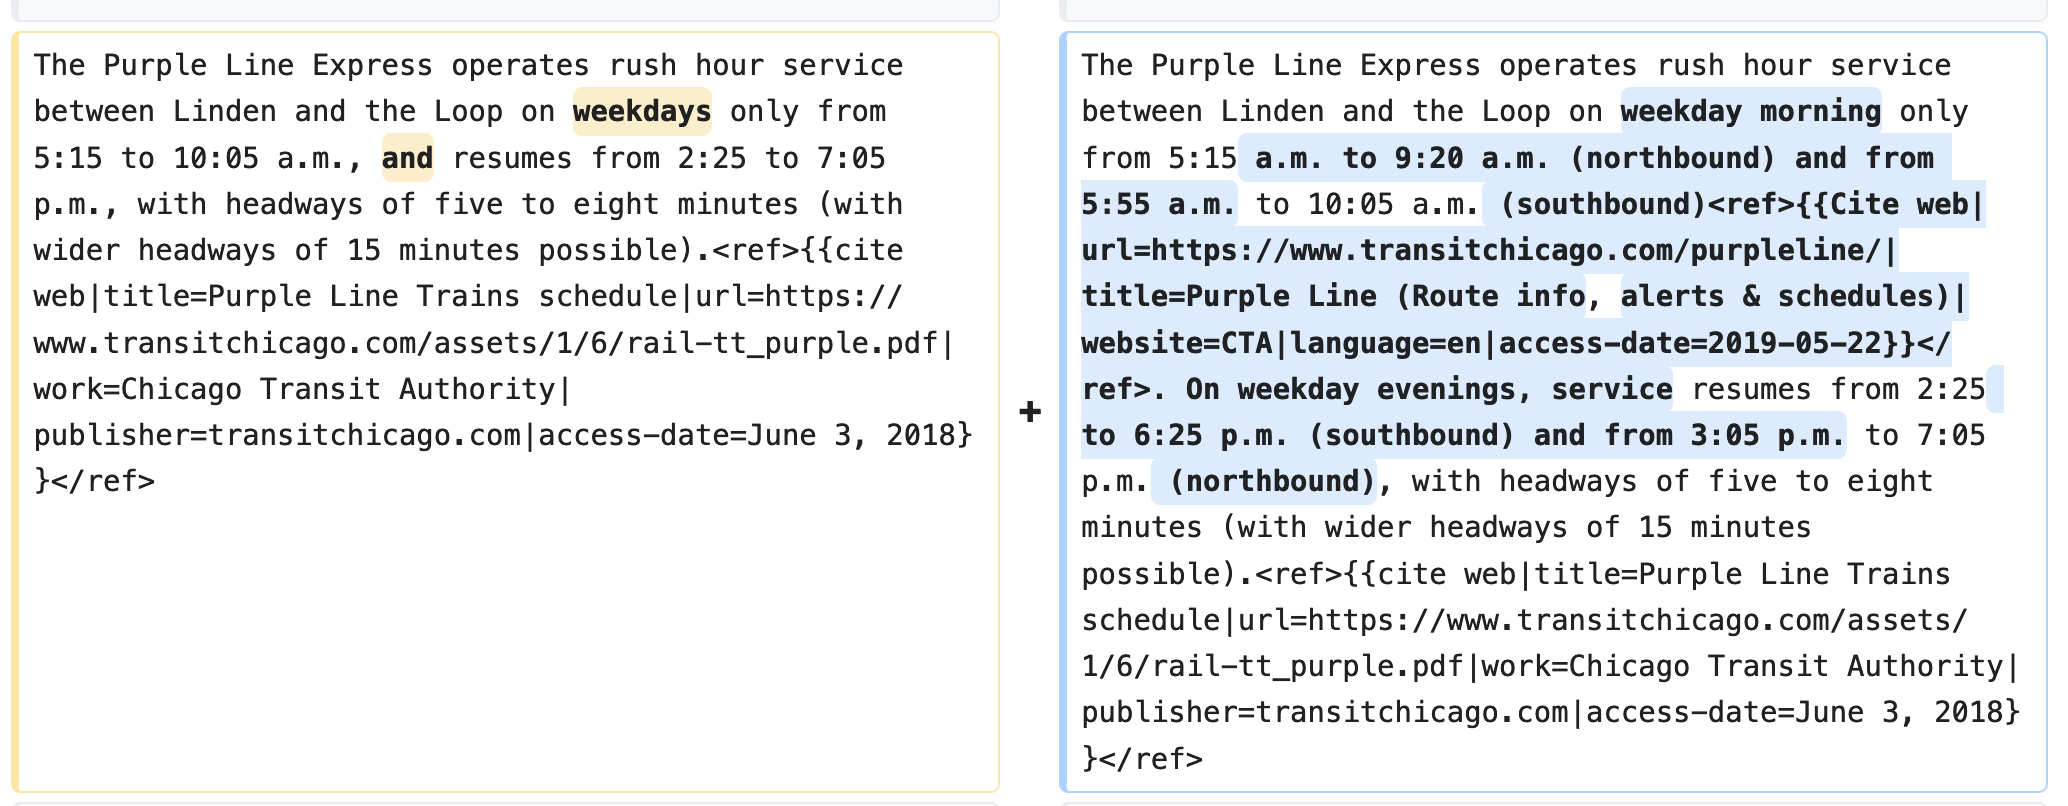 The Purple Line Express operates rush hour service
between Linden and the Loop on weekdays only from
5:15 to 10:05 a.m., and resumes from 2:25 to 7:05
p.m., with headways of five to eight minutes (with
wider headways of 15 minutes possible).<ref>{{cite
web|title=Purple Line Trains schedule|url=https://
www.transitchicago.com/assets/1/6/rail-tt_purple.pdf|
work=Chicago Transit Authority|
publisher=transitchicago.com|access-date=June 3, 2018}
}</ref>
+
The Purple Line Express operates rush hour service
between Linden and the Loop on weekday morning only
from 5:15 a.m. to 9:20 a.m. (northbound) and from
5:55 a.m. to 10:05 a.m. (southbound)<ref>{{Cite web|
url=https://www.transitchicago.com/purpleline/|
title=Purple Line (Route info, alerts & schedules)|
website=CTA|language=en|access-date=2019-05-22}}</
ref>. On weekday evenings, service resumes from 2:25
to 6:25 p.m. (southbound) and from 3:05 p.m. to 7:05
p.m. (northbound), with headways of five to eight
minutes (with wider headways of 15 minutes
possible).<ref>{{cite web|title=Purple Line Trains
schedule|url=https://www.transitchicago.com/assets/
1/6/rail-tt_purple.pdf|work=Chicago Transit Authority|
publisher=transitchicago.com|access-date=June 3, 2018}
}</ref>